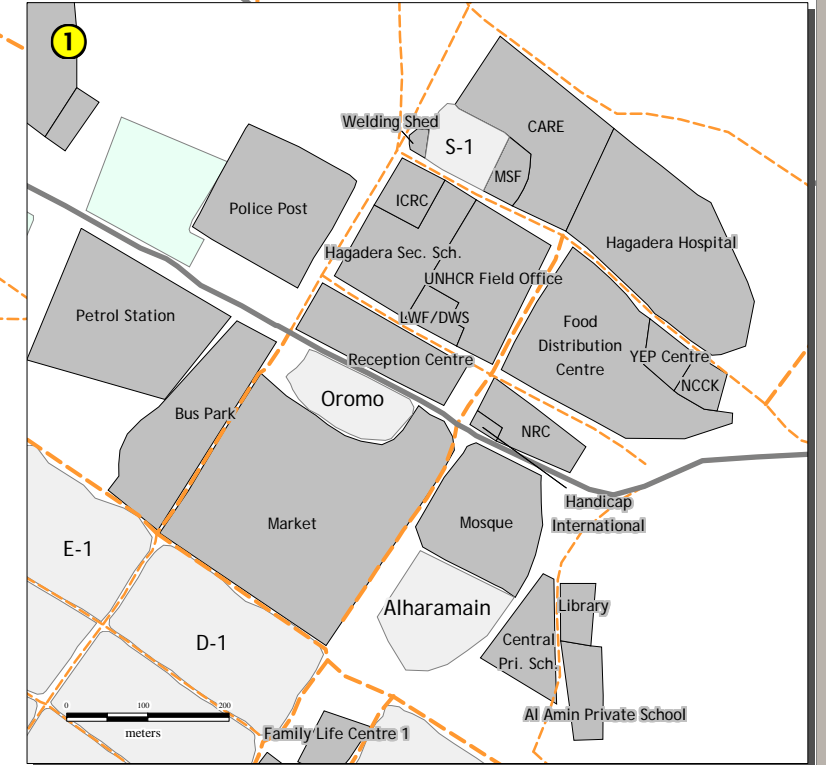 1
Welding Shed
CARE
S-1
MSF
ICRC
Police Post
Hagadera Hospital
Hagadera Sec. Sch.
UNHCR Field Office
Petrol Station
LWF/DWS
Food
Distribution
Centre
YEP Centre
Reception Centre
NCCK
Oromo
Bus Park
NRC
Handicap
International
Market
Mosque
E-1
Alharamain
Library
D-1
Central
Pri. Sch.
0 100 200
meters
Al Amin Private School
Family Life Centre 1